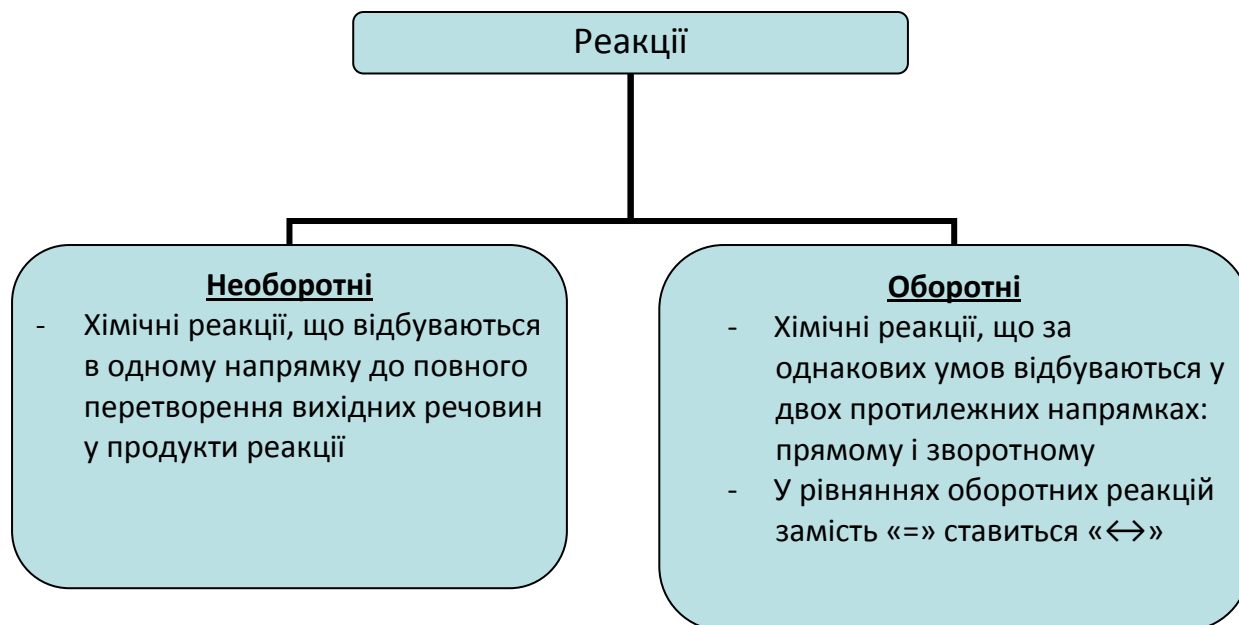 Реакції
Необоротні
- Хімічні реакції, що відбуваються
в одному напрямку до повного
перетворення вихідних речовин
у продукти реакції
Оборотні
- Хімічні реакції, що за
однакових умов відбуваються у
двох протилежних напрямках:
прямому і зворотному
- У рівняннях оборотних реакцій
замість «=» ставиться «↔»